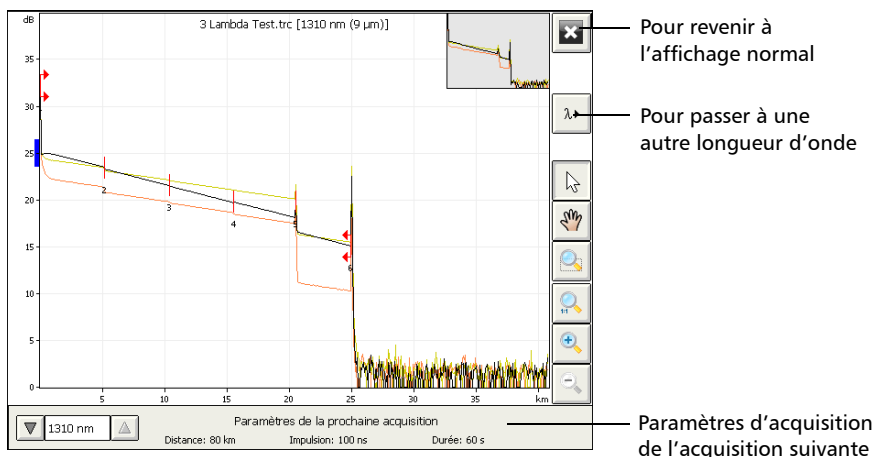 dB
3 Lambda Test.trc [1310 nm (9 µm)]
35
30
25
20
15
10
5
0
2
3
4
5
6
5
10
15
20
25
30
35
km
λ
1:1
Pour revenir à
l’affichage normal
Pour passer à une
autre longueur d’onde
1310 nm
Paramètres de la prochaine acquisition
Distance: 80 km
Impulsion: 100 ns
Durée: 60 s
Paramètres d’acquisition
de l’acquisition suivante